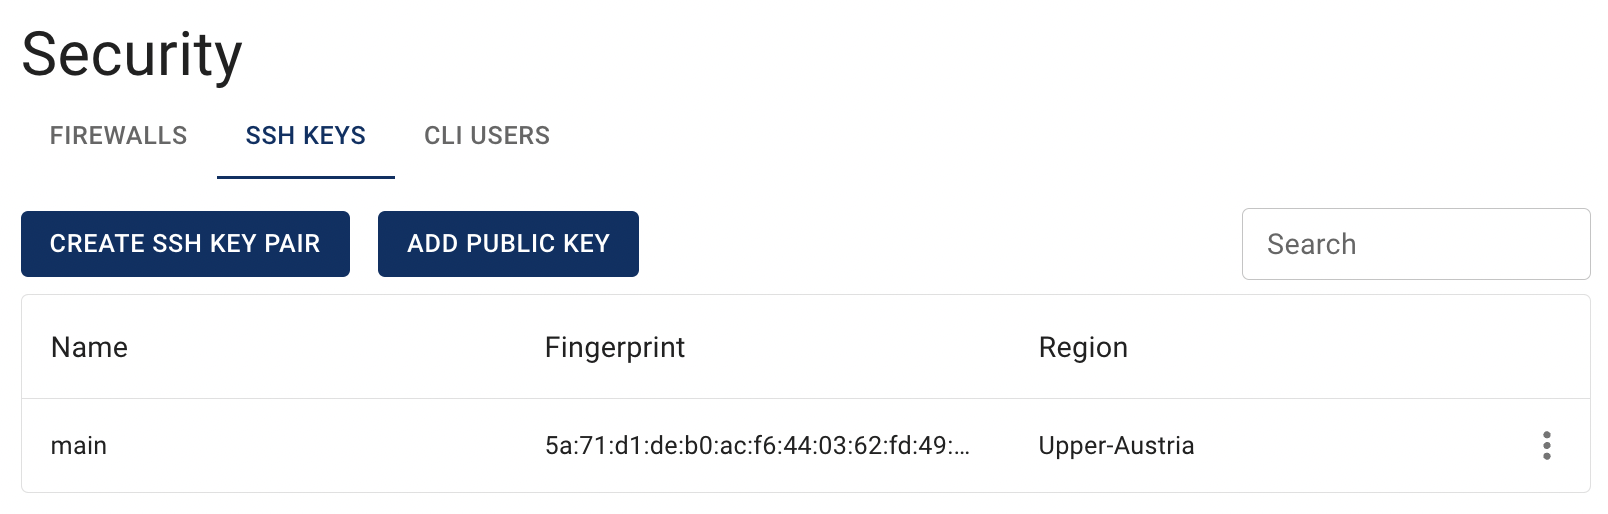 Security
FIREWALLS SSH KEYS CLI USERS
CREATE SSH KEY PAIR ADD PUBLIC KEY Search
Name Fingerprint Region
main 5a:71:d1:de:b0:ac:f6:44:03:62:fd:49:... Upper-Austria